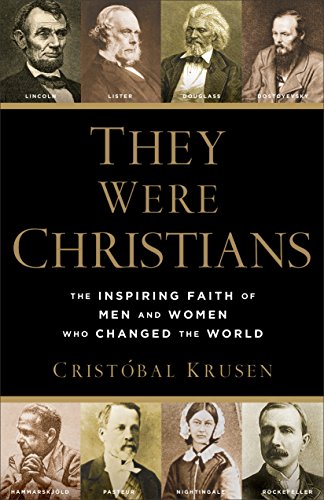 LINCOLN
LISTER
DOUGLASS
DOSTOYEVSKY
THEY
WERE
CHRISTIANS
THE INSPIRING FAITH OF
MEN AND WOMEN
WHO CHANGED THE WORLD
CRISTÓBAL KRUSEN
HAMMARSKJÖLD
PASTEUR
NIGHTINGALE
ROCKEFELLER